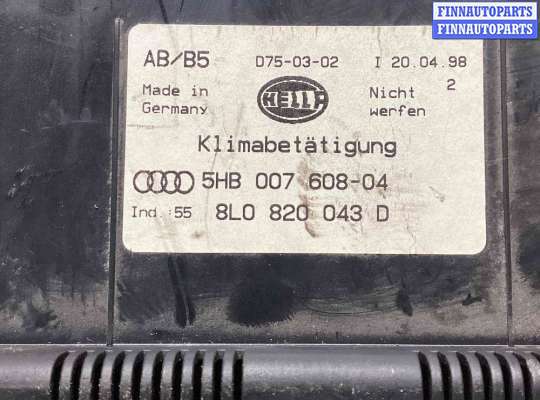 FINNAUTOPARTS
FINNAUTOPARTS
AB/B5 D75-03-02 I 20.04.98
Made in Germany HELLA Nicht werfen 2
Klimabetätigung
5HB 007 608-04
Ind.:55 8L0 820 043 D